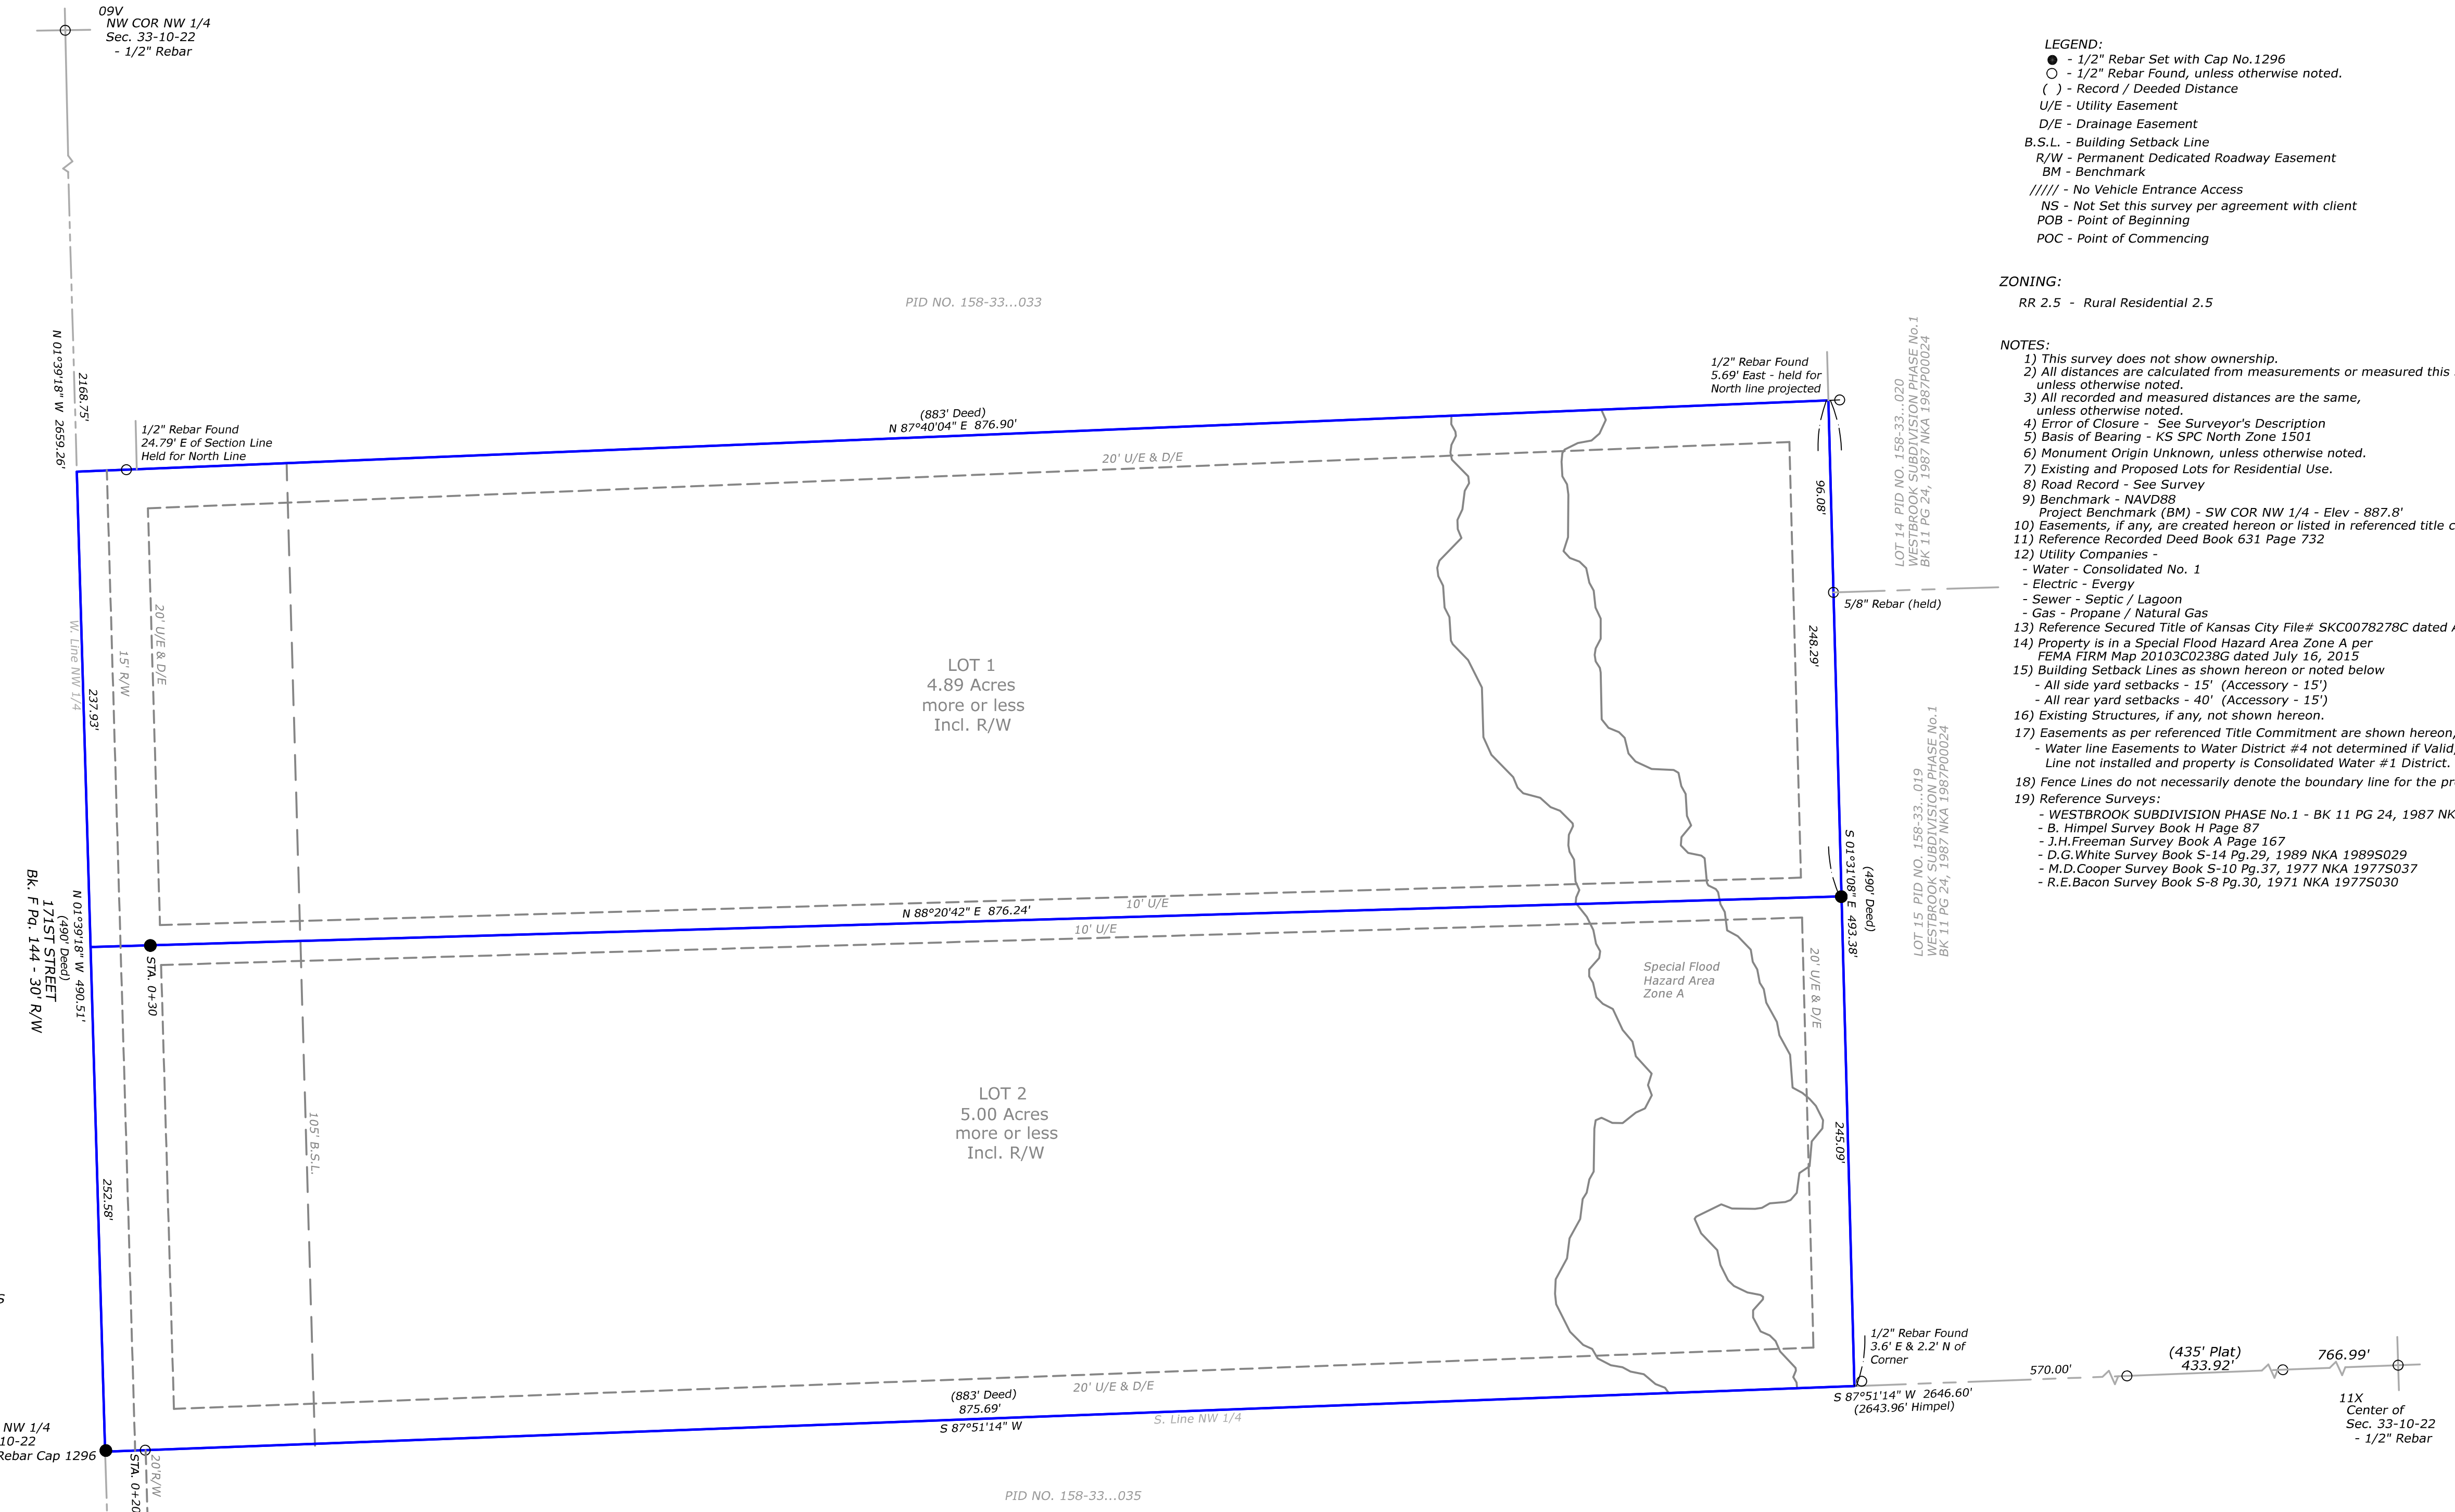 09V
NW COR NW 1/4
Sec. 33-10-22
- 1/2" Rebar
N 01°39'18" W 2659.26'
2168.75'
PID NO. 158-33...033
1/2" Rebar Found
24.79' E of Section Line
Held for North Line
(883' Deed)
N 87°40'04" E 876.90'
20' U/E & D/E
1/2" Rebar Found
5.69' East - held for
North line projected
LOT 14 PID NO. 158-33...020
WESTBROOK SUBDIVISION PHASE No.1
BK 11 PG 24, 1987 NKA 1987P00024
96.08'
5/8" Rebar (held)
248.29'
W. Line NW 1/4
237.93'
15' R/W
20' U/E & D/E
LOT 1
4.89 Acres
more or less
Incl. R/W
LOT 15 PID NO. 158-33...019
WESTBROOK SUBDIVISION PHASE No.1
BK 11 PG 24, 1987 NKA 1987P00024
S 01°31'08" E 493.38'
(490' Deed)
10' U/E
N 88°20'42" E 876.24'
10' U/E
N 01°39'18" W 490.51'
(490' Deed)
171ST STREET
Bk. F Pg. 144 - 30' R/W
STA. 0+30
Special Flood
Hazard Area
Zone A
20' U/E & D/E
LOT 2
5.00 Acres
more or less
Incl. R/W
105' B.S.L.
252.58'
245.09'
S
1/2" Rebar Found
3.6' E & 2.2' N of
Corner
20' U/E & D/E
(883' Deed)
875.69'
S 87°51'14" W
S. Line NW 1/4
S 87°51'14" W 2646.60'
(2643.96' Himpel)
570.00'
(435' Plat)
433.92'
766.99'
11X
Center of
Sec. 33-10-22
- 1/2" Rebar
NW 1/4
10-22
Rebar Cap 1296
STA. 0+20
20'R/W
PID NO. 158-33...035
LEGEND:
- 1/2" Rebar Set with Cap No.1296
- 1/2" Rebar Found, unless otherwise noted.
( ) - Record / Deeded Distance
U/E - Utility Easement
D/E - Drainage Easement
B.S.L. - Building Setback Line
R/W - Permanent Dedicated Roadway Easement
BM - Benchmark
///// - No Vehicle Entrance Access
NS - Not Set this survey per agreement with client
POB - Point of Beginning
POC - Point of Commencing
ZONING:
RR 2.5 - Rural Residential 2.5
NOTES:
1) This survey does not show ownership.
2) All distances are calculated from measurements or measured this
unless otherwise noted.
3) All recorded and measured distances are the same,
unless otherwise noted.
4) Error of Closure - See Surveyor's Description
5) Basis of Bearing - KS SPC North Zone 1501
6) Monument Origin Unknown, unless otherwise noted.
7) Existing and Proposed Lots for Residential Use.
8) Road Record - See Survey
9) Benchmark - NAVD88
Project Benchmark (BM) - SW COR NW 1/4 - Elev - 887.8'
10) Easements, if any, are created hereon or listed in referenced title c
11) Reference Recorded Deed Book 631 Page 732
12) Utility Companies -
- Water - Consolidated No. 1
- Electric - Evergy
- Sewer - Septic / Lagoon
- Gas - Propane / Natural Gas
13) Reference Secured Title of Kansas City File# SKC0078278C dated A
14) Property is in a Special Flood Hazard Area Zone A per
FEMA FIRM Map 20103C0238G dated July 16, 2015
15) Building Setback Lines as shown hereon or noted below
- All side yard setbacks - 15' (Accessory - 15')
- All rear yard setbacks - 40' (Accessory - 15')
16) Existing Structures, if any, not shown hereon.
17) Easements as per referenced Title Commitment are shown hereon,
- Water line Easements to Water District #4 not determined if Valid,
Line not installed and property is Consolidated Water #1 District.
18) Fence Lines do not necessarily denote the boundary line for the pr
19) Reference Surveys:
- WESTBROOK SUBDIVISION PHASE No.1 - BK 11 PG 24, 1987 NK
- B. Himpel Survey Book H Page 87
- J.H.Freeman Survey Book A Page 167
- D.G.White Survey Book S-14 Pg.29, 1989 NKA 1989S029
- M.D.Cooper Survey Book S-10 Pg.37, 1977 NKA 1977S037
- R.E.Bacon Survey Book S-8 Pg.30, 1971 NKA 1977S030